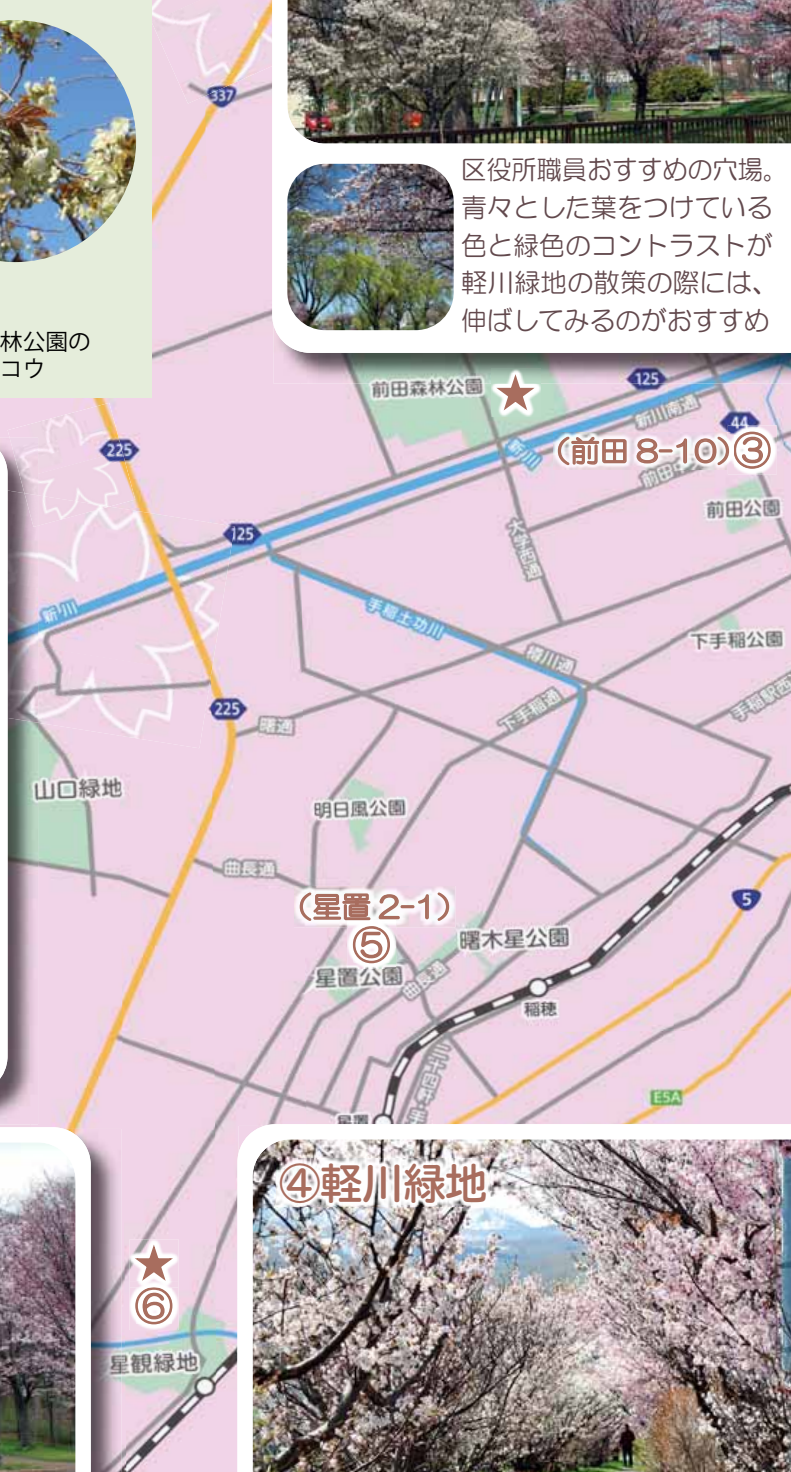 337
区役所職員おすすめの穴場。
青々とした葉をつけている
色と緑色のコントラストが
軽川緑地の散策の際には、
伸ばしてみるのがおすすめ
林公園の
コウ
前田森林公園 ★
125
新川南通
44
225
新川
(前田 8-10)③
前田公園
125
大学西通
新川
手稲土功川
下手稲公園
樽川通
225
下手稲通
曙通
山口緑地
明日風公園
曲長通
5
(星置 2-1)
⑤
曙木星公園
星置公園
曲長通
稲穂
E5A
星置
④軽川緑地
★
⑥
星観緑地